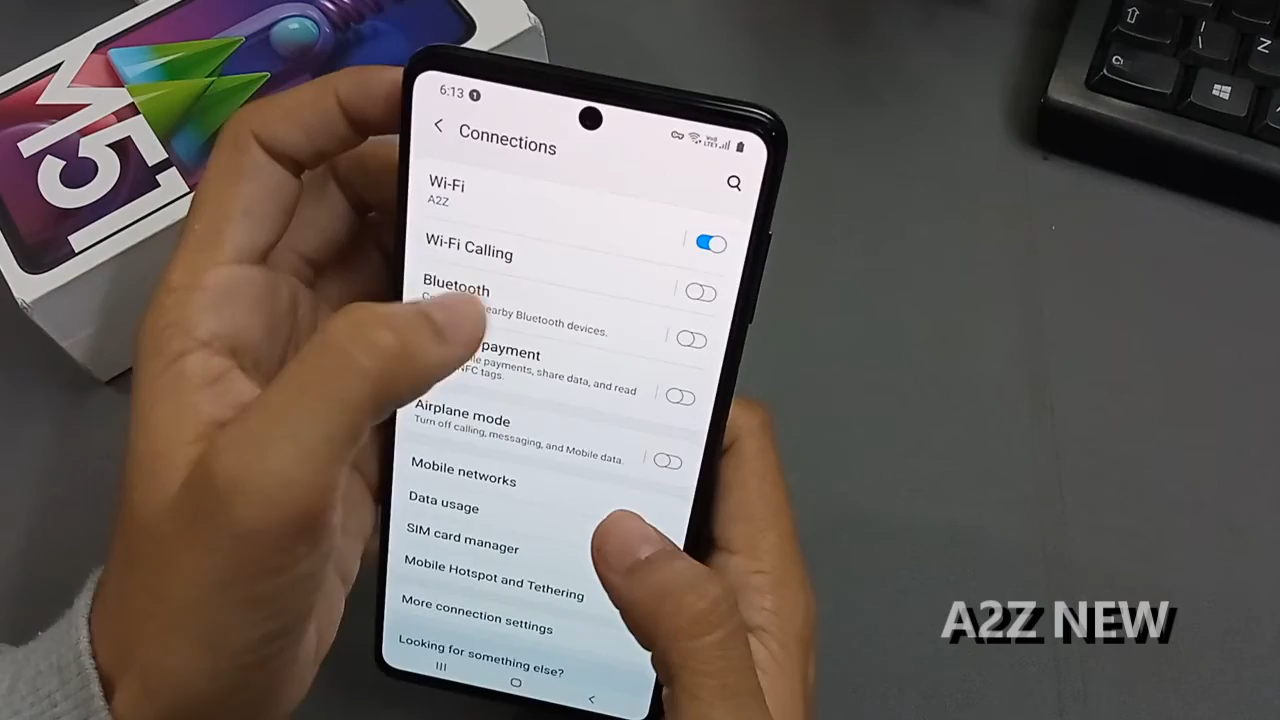 M51
6:13
Connections
Wi-Fi
A2Z
Wi-Fi Calling
Bluetooth
nearby Bluetooth devices.
payment
payments, share data, and read
NFC tags.
Airplane mode
Turn off calling, messaging, and Mobile data.
Mobile networks
Data usage
SIM card manager
Mobile Hotspot and Tethering
More connection settings
Looking for something else?
Z
A2Z NEW